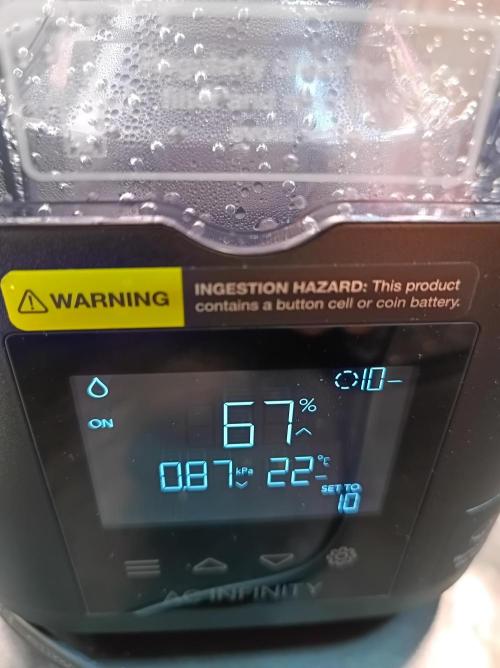 WARNING
INGESTION HAZARD: This product
contains a button cell or coin battery.
10
ON
67%
0.87 kPa 22°C
SET TO
10
AC INFINITY